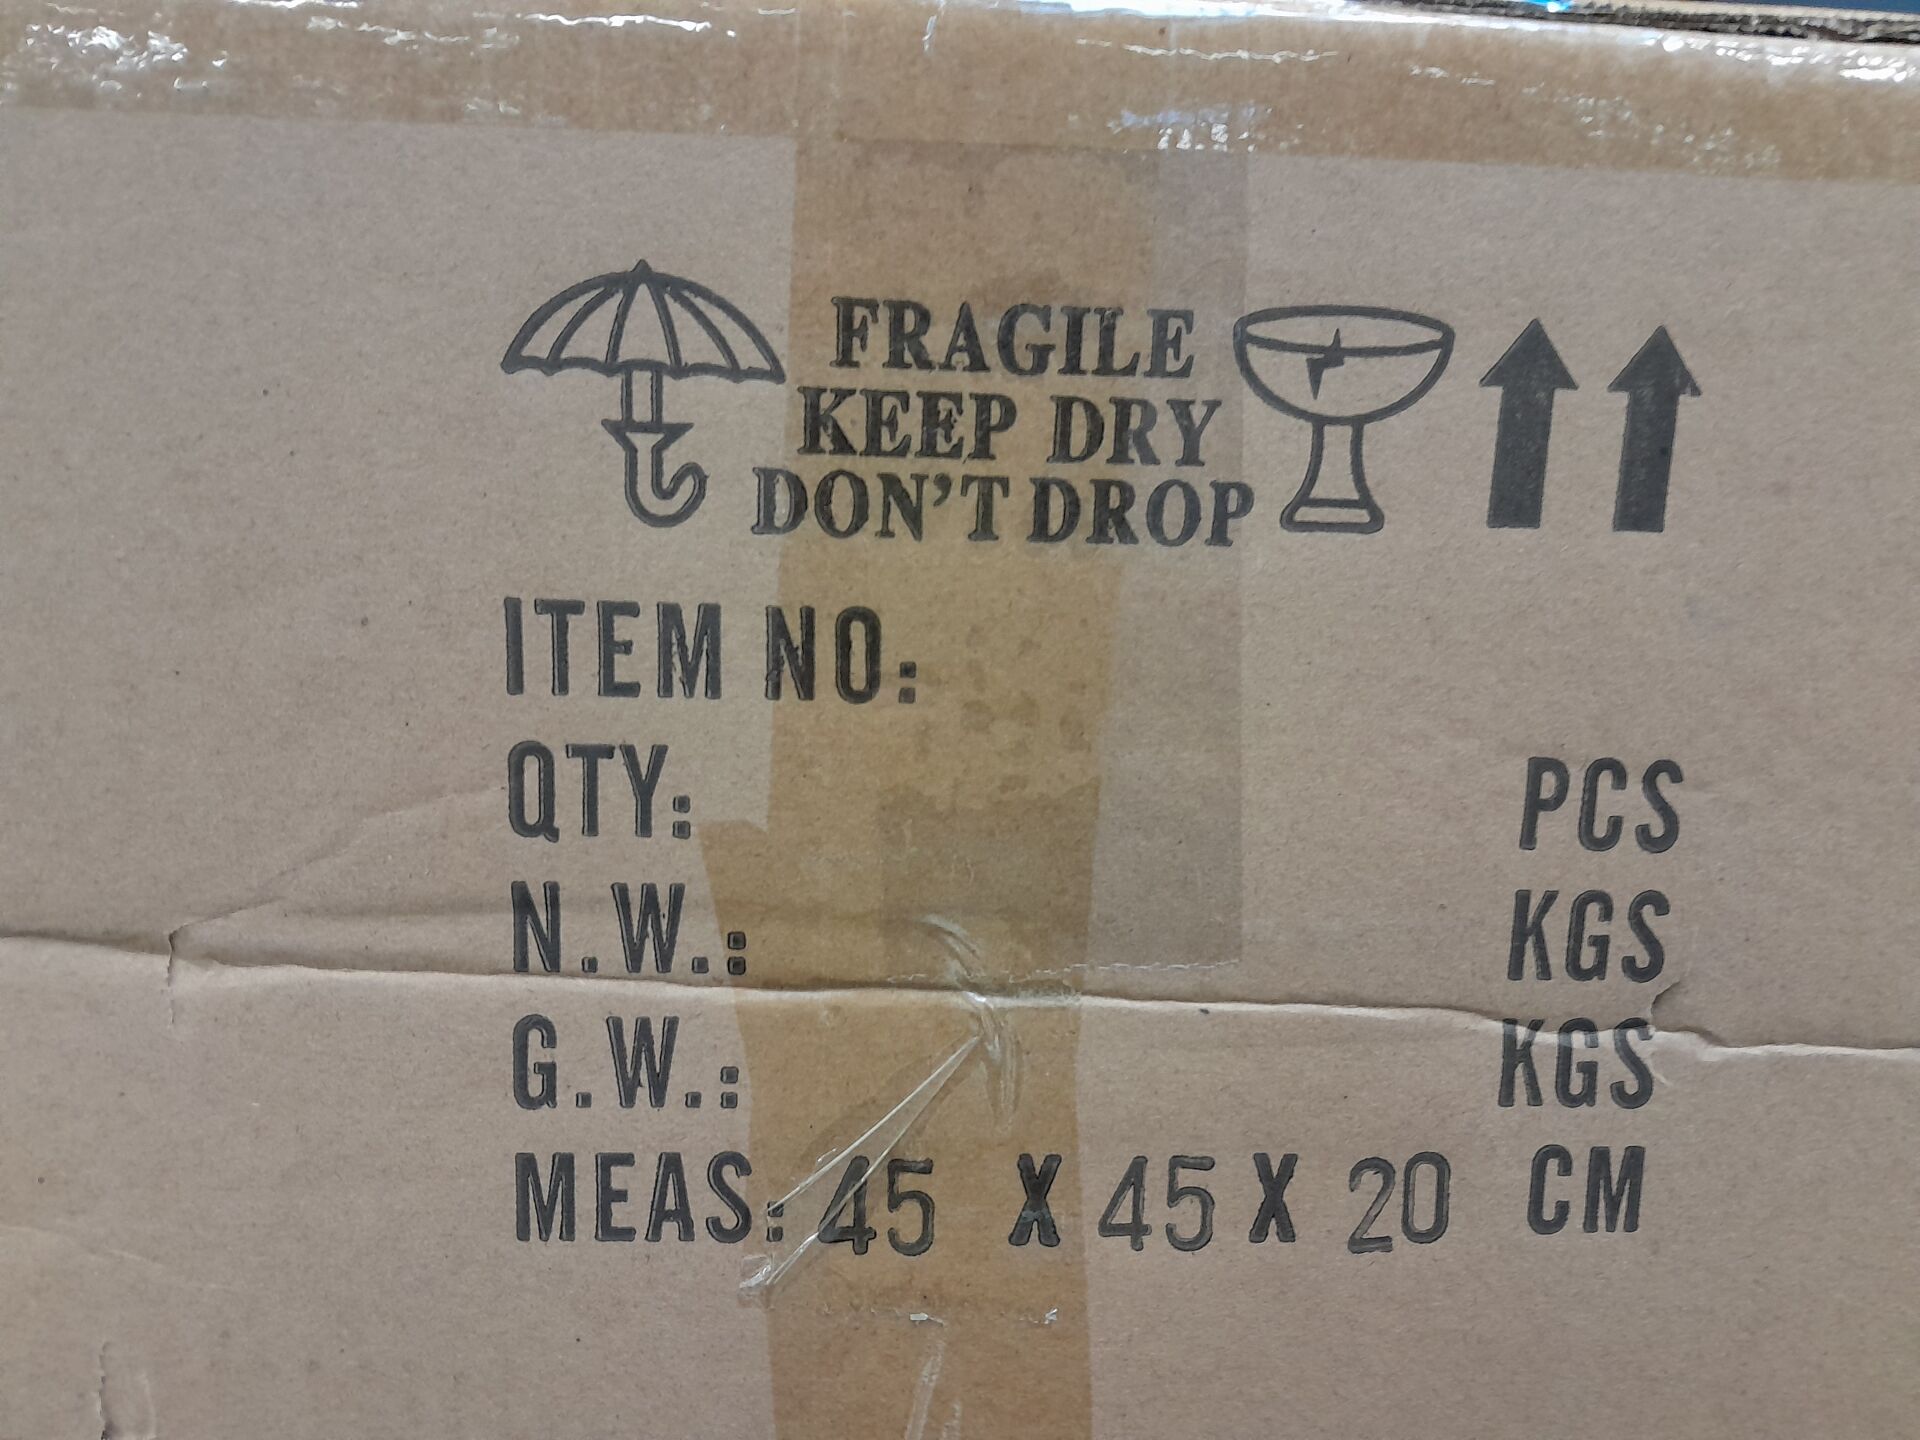 FRAGILE
KEEP DRY
DON'T DROP
ITEM NO:
QTY: PCS
N.W.: KGS
G.W.: KGS
MEAS: 45 X 45 X 20 CM